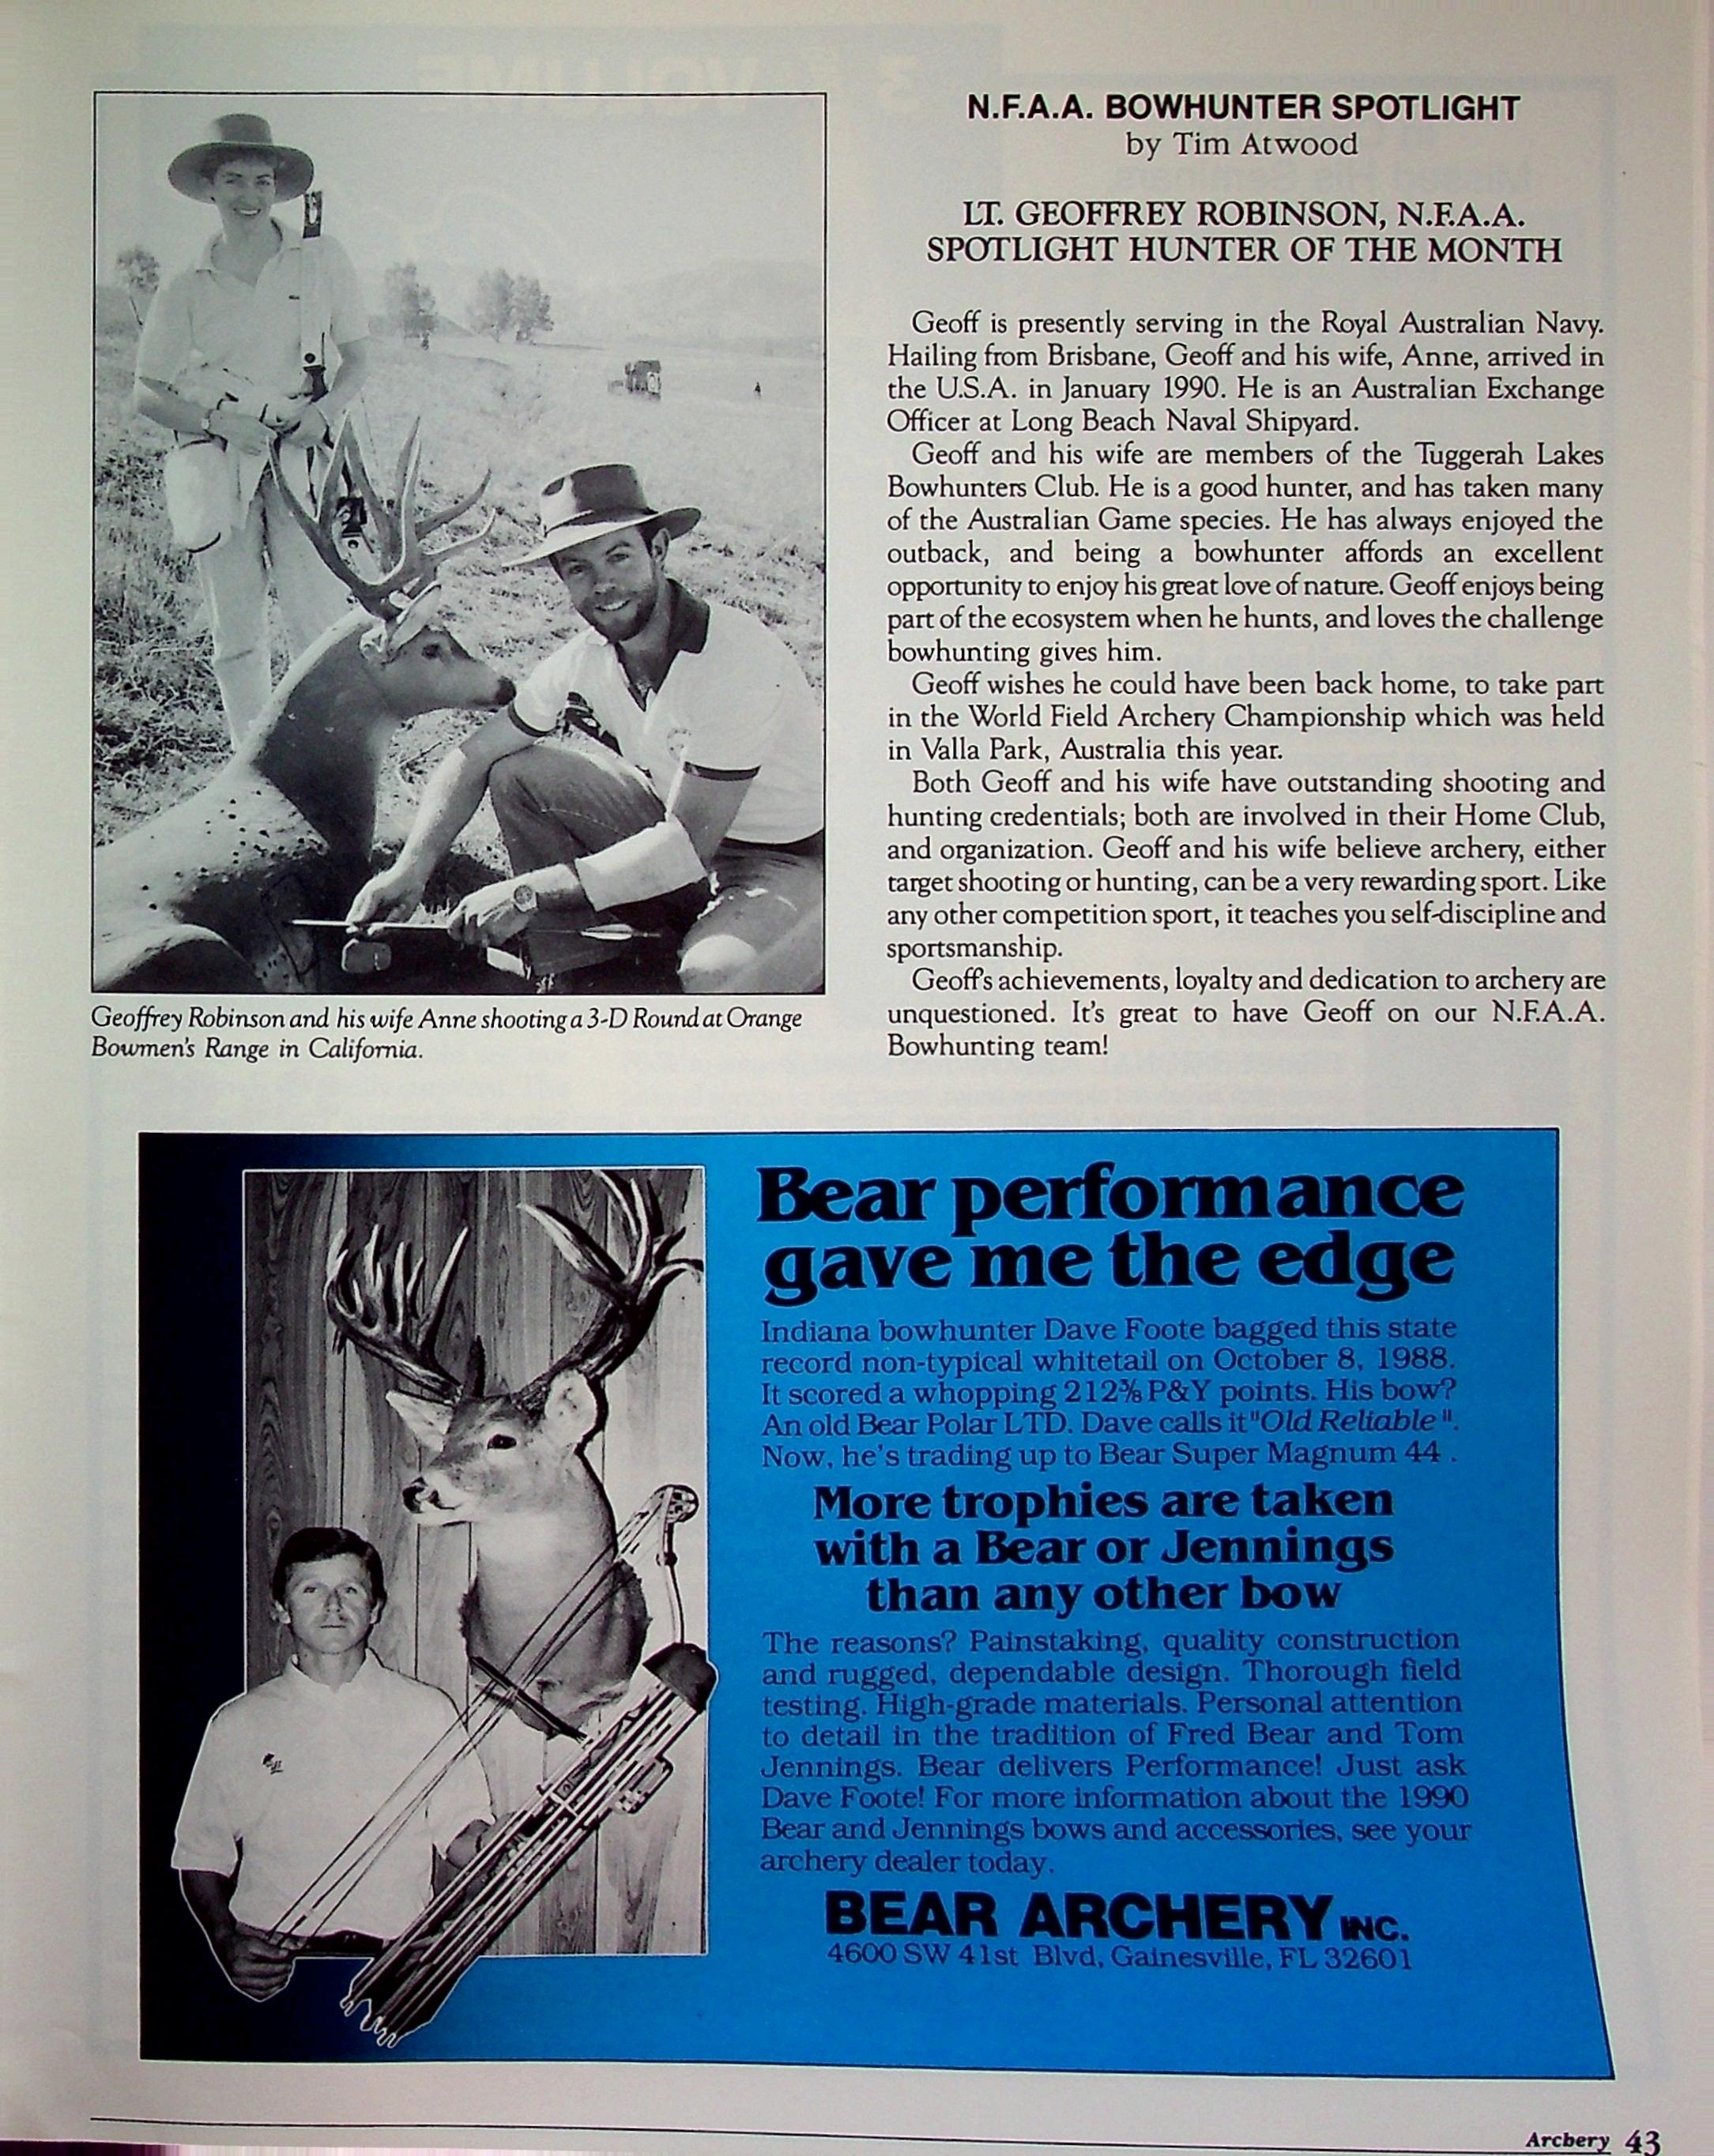 N.F.A.A. BOWHUNTER SPOTLIGHT
by Tim Atwood
LT. GEOFFREY ROBINSON, N.F.A.A.
SPOTLIGHT HUNTER OF THE MONTH
Geoff is presently serving in the Royal Australian Navy.
Hailing from Brisbane, Geoff and his wife, Anne, arrived in
the U.S.A. in January 1990. He is an Australian Exchange
Officer at Long Beach Naval Shipyard.
Geoff and his wife are members of the Tuggerah Lakes
Bowhunters Club. He is a good hunter, and has taken many
of the Australian Game species. He has always enjoyed the
outback, and being a bowhunter affords an excellent
opportunity to enjoy his great love of nature. Geoff enjoys being
part of the ecosystem when he hunts, and loves the challenge
bowhunting gives him.
Geoff wishes he could have been back home, to take part
in the World Field Archery Championship which was held
in Valla Park, Australia this year.
Both Geoff and his wife have outstanding shooting and
hunting credentials; both are involved in their Home Club,
and organization. Geoff and his wife believe archery, either
target shooting or hunting, can be a very rewarding sport. Like
any other competition sport, it teaches you self-discipline and
sportsmanship.
Geoff's achievements, loyalty and dedication to archery are
unquestioned. It's great to have Geoff on our N.F.A.A.
Bowhunting team!
Geoffrey Robinson and his wife Anne shooting a 3-D Round at Orange
Bowmen's Range in California.
Bear performance
gave me the edge
Indiana bowhunter Dave Foote bagged this state
record non-typical whitetail on October 8, 1988.
It scored a whopping 212⅜ P&Y points. His bow?
An old Bear Polar LTD. Dave calls it "Old Reliable".
Now, he's trading up to Bear Super Magnum 44.
More trophies are taken
with a Bear or Jennings
than any other bow
The reasons? Painstaking, quality construction
and rugged, dependable design. Thorough field
testing. High-grade materials. Personal attention
to detail in the tradition of Fred Bear and Tom
Jennings. Bear delivers Performance! Just ask
Dave Foote! For more information about the 1990
Bear and Jennings bows and accessories, see your
archery dealer today.
BEAR ARCHERY INC.
4600 SW 41st Blvd, Gainesville, FL 32601
Archery 43